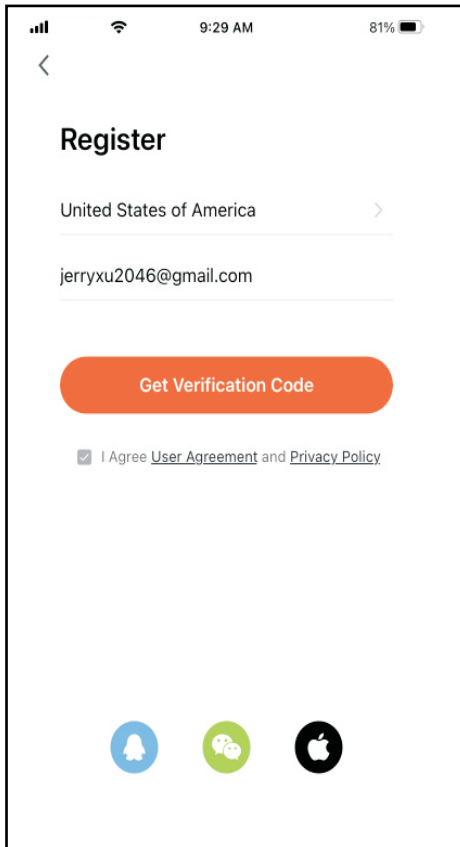 9:29 AM
81%
Register
United States of America
jerryxu2046@gmail.com
Get Verification Code
I Agree User Agreement and Privacy Policy